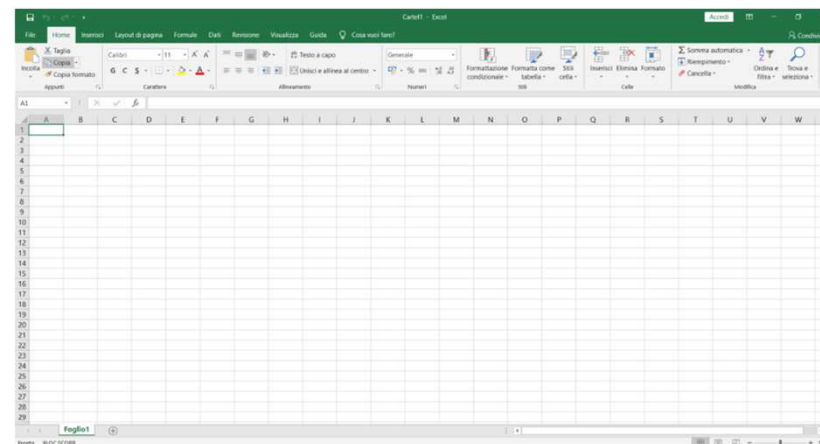 Cartel1 - Excel
Accedi
File Home Inserisci Layout di pagina Formule Dati Revisione Visualizza Guida Cosa vuoi fare?
Incolla
Taglia
Copia
Copia formato
Appunti
Calibri 11
G C S
Carattere
Testo a capo
Unisci e allinea al centro
Allineamento
Generale
Numeri
Formattazione condizionale
Formatta come tabella
Stili cella
Stili
Inserisci Elimina Formato
Celle
Somma automatica
Riempimento
Cancella
Ordina e filtra
Trova e seleziona
Modifica
A1
A B C D E F G H I J K L M N O P Q R S T U V W
1
2
3
4
5
6
7
8
9
10
11
12
13
14
15
16
17
18
19
20
21
22
23
24
25
26
27
28
29
Foglio1